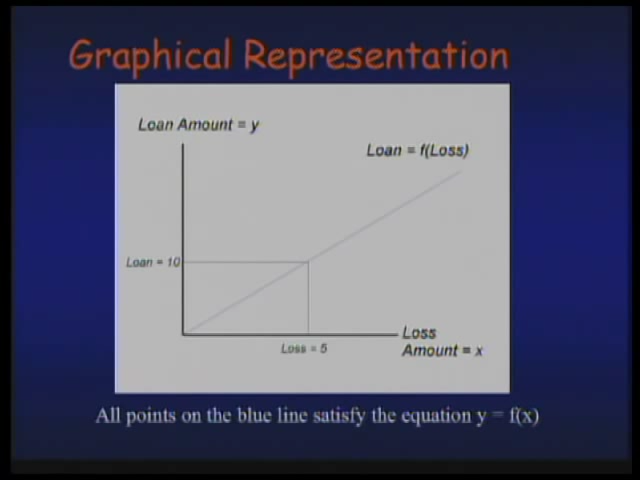 Graphical Representation
Loan Amount = y
Loan = f(Loss)
Loan = 10
Loss = 5
Loss
Amount = x
All points on the blue line satisfy the equation y = f(x)